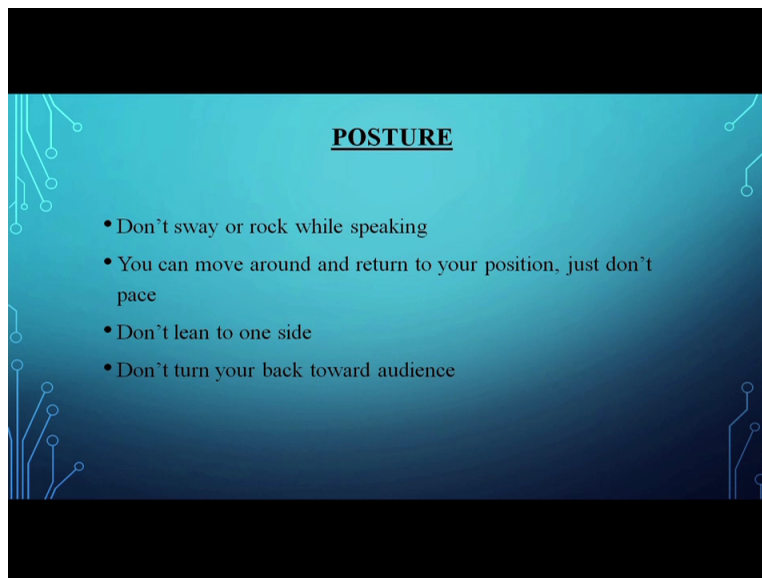 POSTURE
• Don’t sway or rock while speaking
• You can move around and return to your position, just don’t
pace
• Don’t lean to one side
• Don’t turn your back toward audience